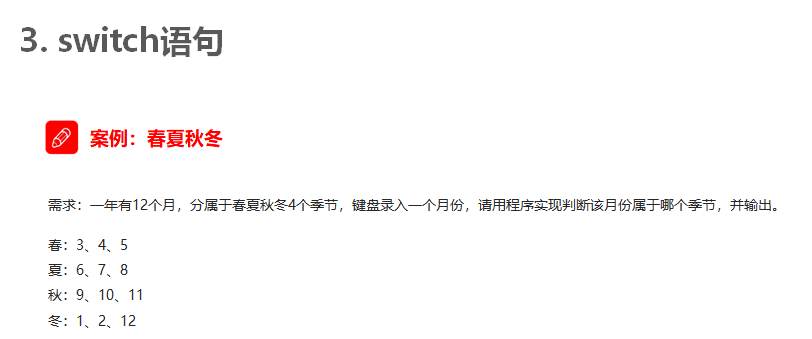 3. switch语句
案例：春夏秋冬
需求：一年有12个月，分属于春夏秋冬4个季节，键盘录入一个月份，请用程序实现判断该月份属于哪个季节，并输出。
春：3、4、5
夏：6、7、8
秋：9、10、11
冬：1、2、12